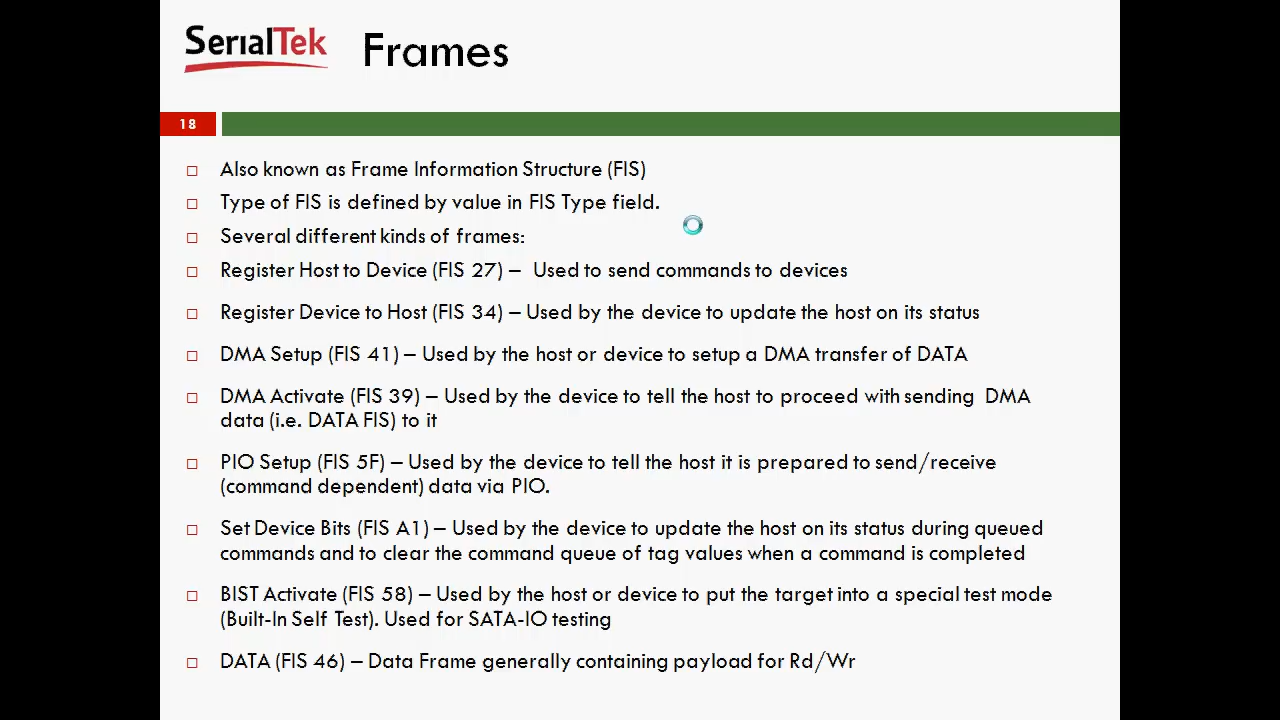 SerialTek
Frames
18
Also known as Frame Information Structure (FIS)
Type of FIS is defined by value in FIS Type field.
Several different kinds of frames:
Register Host to Device (FIS 27) – Used to send commands to devices
Register Device to Host (FIS 34) – Used by the device to update the host on its status
DMA Setup (FIS 41) – Used by the host or device to setup a DMA transfer of DATA
DMA Activate (FIS 39) – Used by the device to tell the host to proceed with sending DMA
data (i.e. DATA FIS) to it
PIO Setup (FIS 5F) – Used by the device to tell the host it is prepared to send/receive
(command dependent) data via PIO.
Set Device Bits (FIS A1) – Used by the device to update the host on its status during queued
commands and to clear the command queue of tag values when a command is completed
BIST Activate (FIS 58) – Used by the host or device to put the target into a special test mode
(Built-In Self Test). Used for SATA-IO testing
DATA (FIS 46) – Data Frame generally containing payload for Rd/Wr